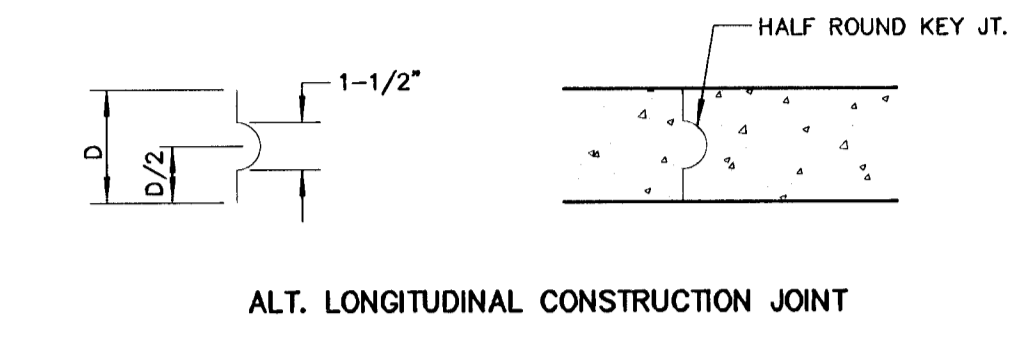 HALF ROUND KEY JT.
1-1/2"
D
D/2
ALT. LONGITUDINAL CONSTRUCTION JOINT